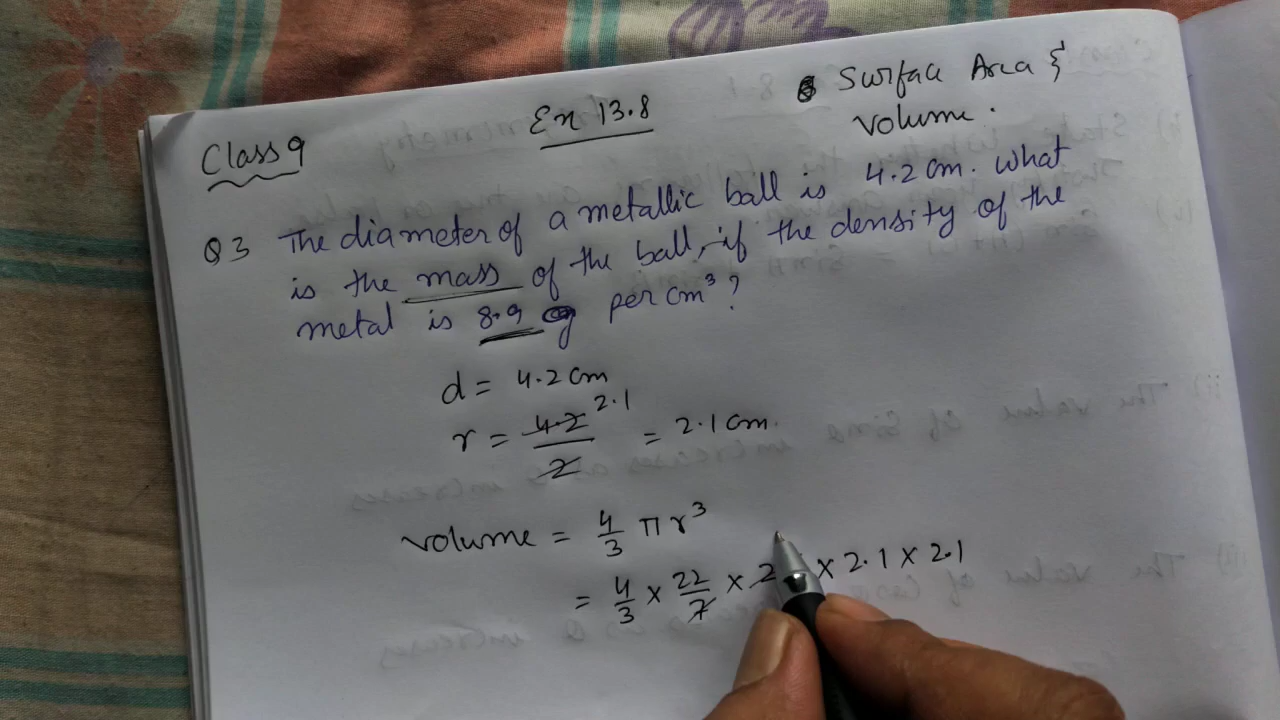 Surface Area &
Volume.
Ex 13.8
Class 9
Q3 The diameter of a metallic ball is 4.2 cm. What
is the mass of the ball, if the density of the
metal is 8.9 g per cm³?
d = 4.2 cm
r = 4.2/2 2.1 = 2.1 cm.
Volume = 4/3 π r³
= 4/3 × 22/7 × 2 × 2.1 × 2.1